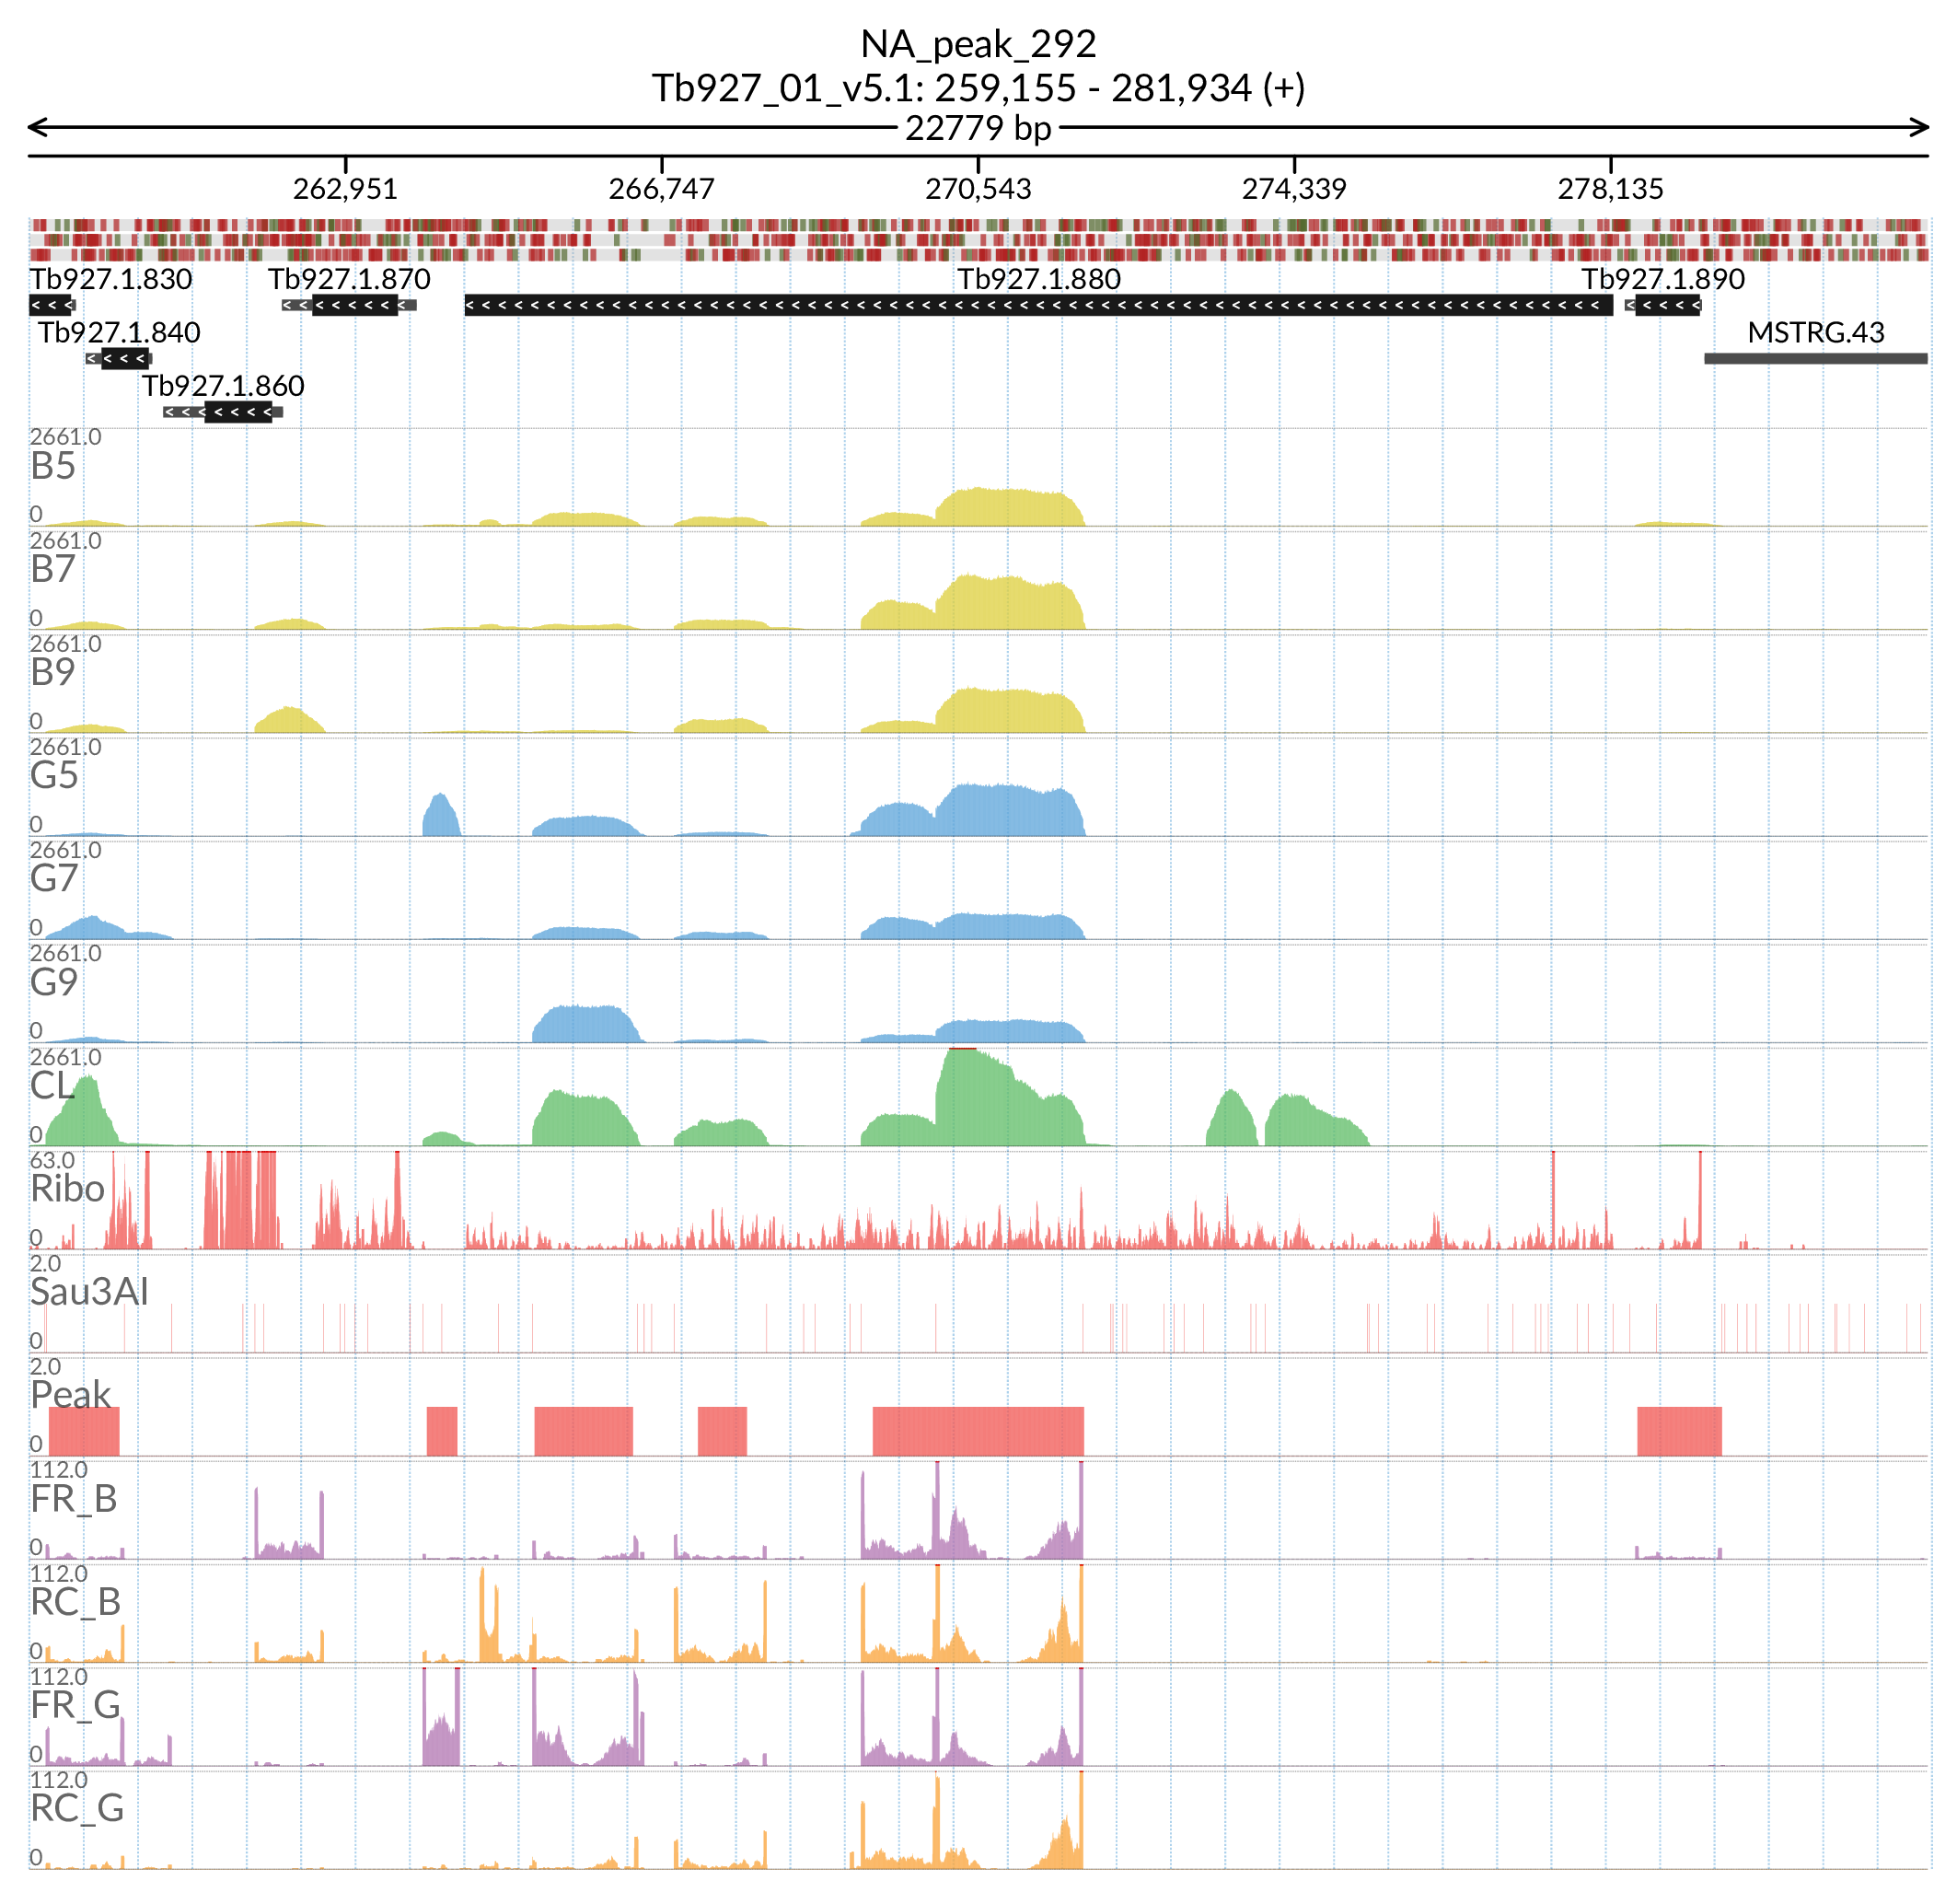 NA_peak_292
Tb927_01_v5.1: 259,155 - 281,934 (+)
22779 bp
262,951 266,747 270,543 274,339 278,135
Tb927.1.830 Tb927.1.870 Tb927.1.880 Tb927.1.890
Tb927.1.840 MSTRG.43
Tb927.1.860
2661.0
B5
0
2661.0
B7
0
2661.0
B9
0
2661.0
G5
0
2661.0
G7
0
2661.0
G9
0
2661.0
CL
0
63.0
Ribo
0
2.0
Sau3AI
0
2.0
Peak
0
112.0
FR_B
0
112.0
RC_B
0
112.0
FR_G
0
112.0
RC_G
0